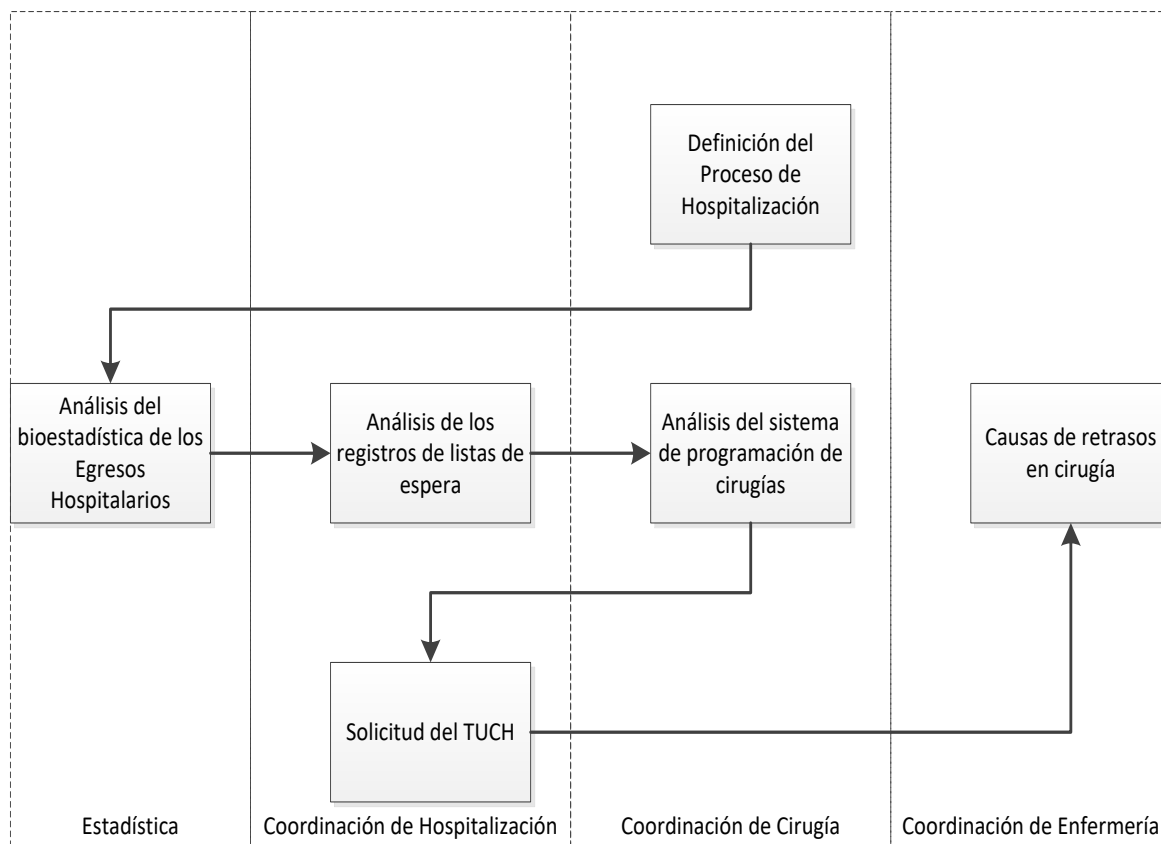 Definición del
Proceso de
Hospitalización
Análisis del
bioestadística de los
Egresos
Hospitalarios
Análisis de los
registros de listas de
espera
Análisis del sistema
de programación de
cirugías
Causas de retrasos
en cirugía
Solicitud del TUCH
Estadística
Coordinación de Hospitalización
Coordinación de Cirugía
Coordinación de Enfermería